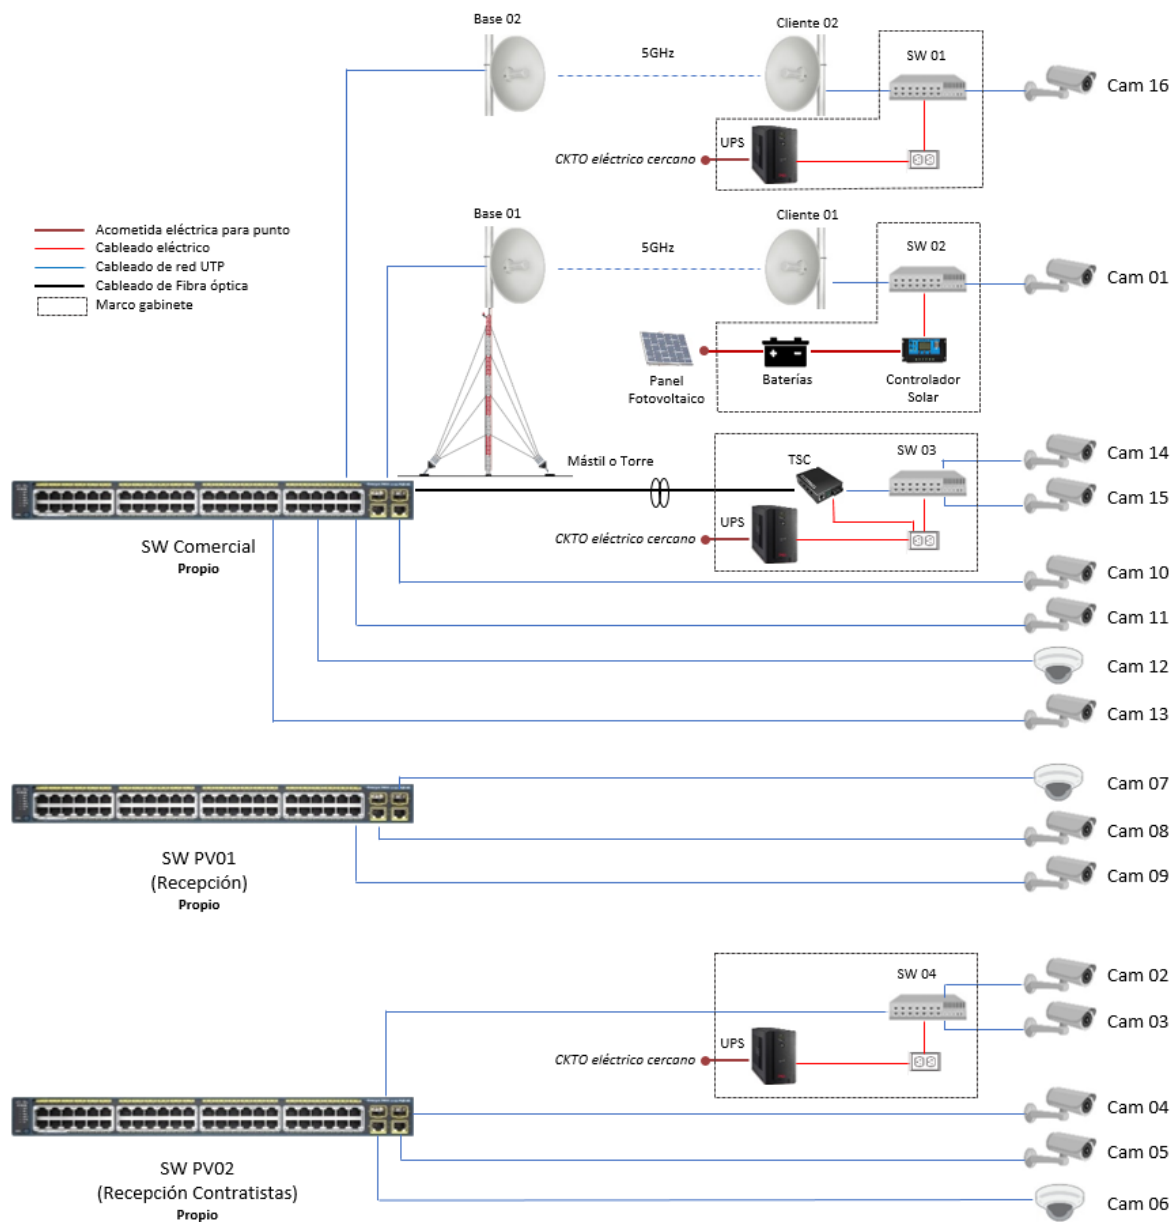 Base 02
Cliente 02
5GHz
SW 01
Cam 16
UPS
CKTO eléctrico cercano
Acometida eléctrica para punto
Cableado eléctrico
Cableado de red UTP
Cableado de Fibra óptica
Marco gabinete
Base 01
Cliente 01
5GHz
SW 02
Cam 01
Panel
Fotovoltaico
Baterías
Controlador
Solar
Mástil o Torre
TSC
SW 03
Cam 14
Cam 15
UPS
CKTO eléctrico cercano
SW Comercial
Propio
Cam 10
Cam 11
Cam 12
Cam 13
Cam 07
Cam 08
Cam 09
SW PV01
(Recepción)
Propio
SW 04
Cam 02
Cam 03
UPS
CKTO eléctrico cercano
Cam 04
Cam 05
Cam 06
SW PV02
(Recepción Contratistas)
Propio